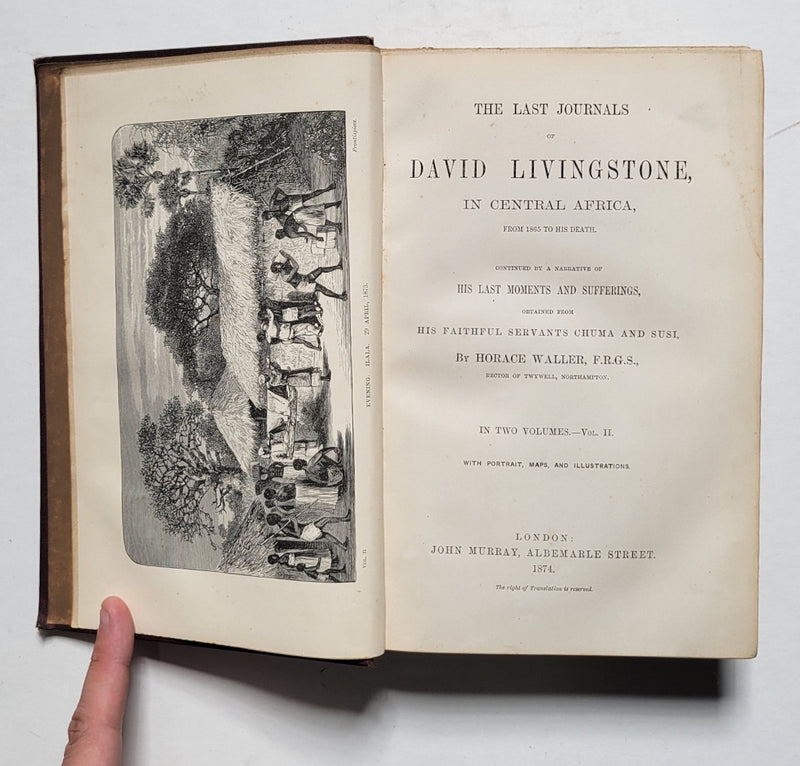 Frontispiece.
EVENING. ILALA. 29 APRIL, 1873.
VOL. II.
THE LAST JOURNALS
OF
DAVID LIVINGSTONE,
IN CENTRAL AFRICA,
FROM 1865 TO HIS DEATH.
CONTINUED BY A NARRATIVE OF
HIS LAST MOMENTS AND SUFFERINGS,
OBTAINED FROM
HIS FAITHFUL SERVANTS CHUMA AND SUSI,
BY HORACE WALLER, F.R.G.S.,
RECTOR OF TWYWELL, NORTHAMPTON.
IN TWO VOLUMES.—VOL. II.
WITH PORTRAIT, MAPS, AND ILLUSTRATIONS.
LONDON:
JOHN MURRAY, ALBEMARLE STREET.
1874.
The right of Translation is reserved.